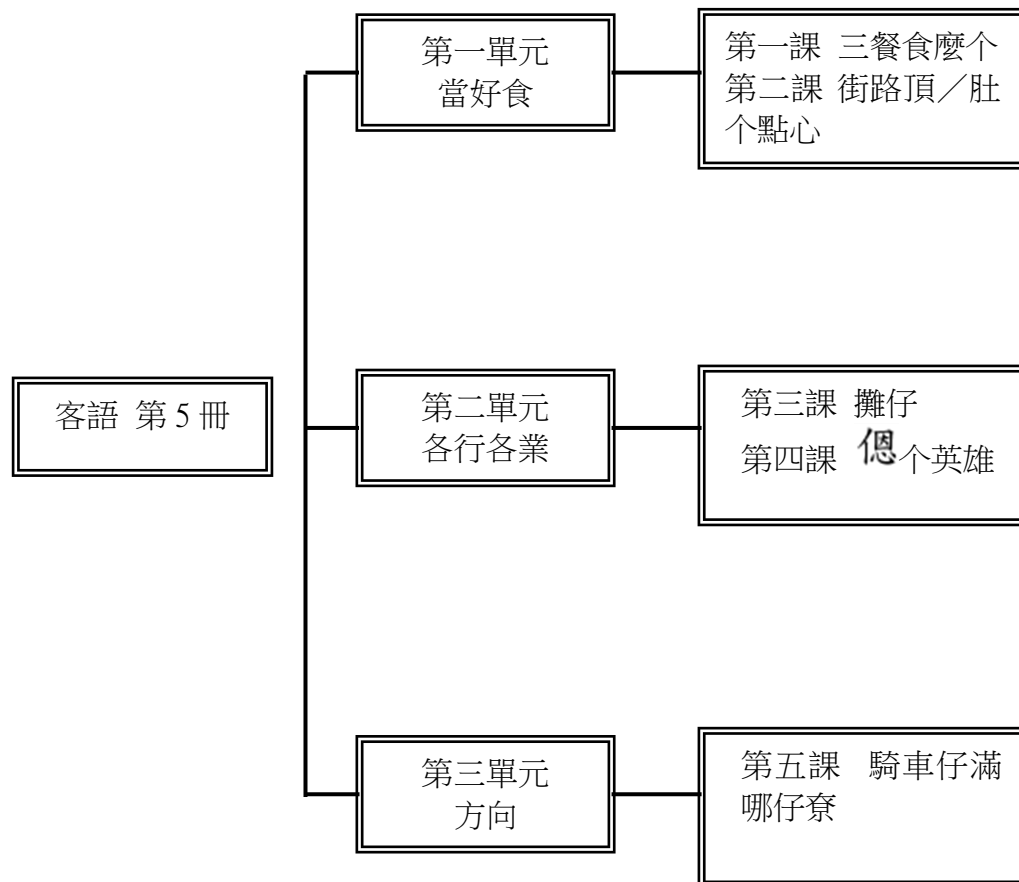 客語 第 5 冊
第一單元
當好食
第一課 三餐食麼个
第二課 街路頂／肚
个點心
第二單元
各行各業
第三課 攤仔
第四課 偲个英雄
第三單元
方向
第五課 騎車仔滿
哪仔尞